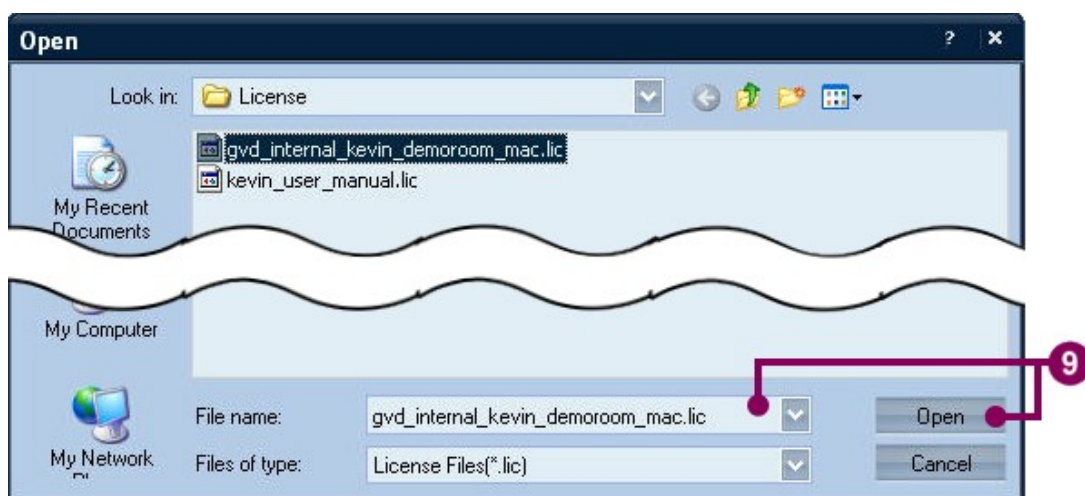 Open
Look in: License
gvd_internal_kevin_demoroom_mac.lic
kevin_user_manual.lic
My Recent
Documents
My Computer
9
File name: gvd_internal_kevin_demoroom_mac.lic Open
My Network
Files of type: License Files(*.lic) Cancel